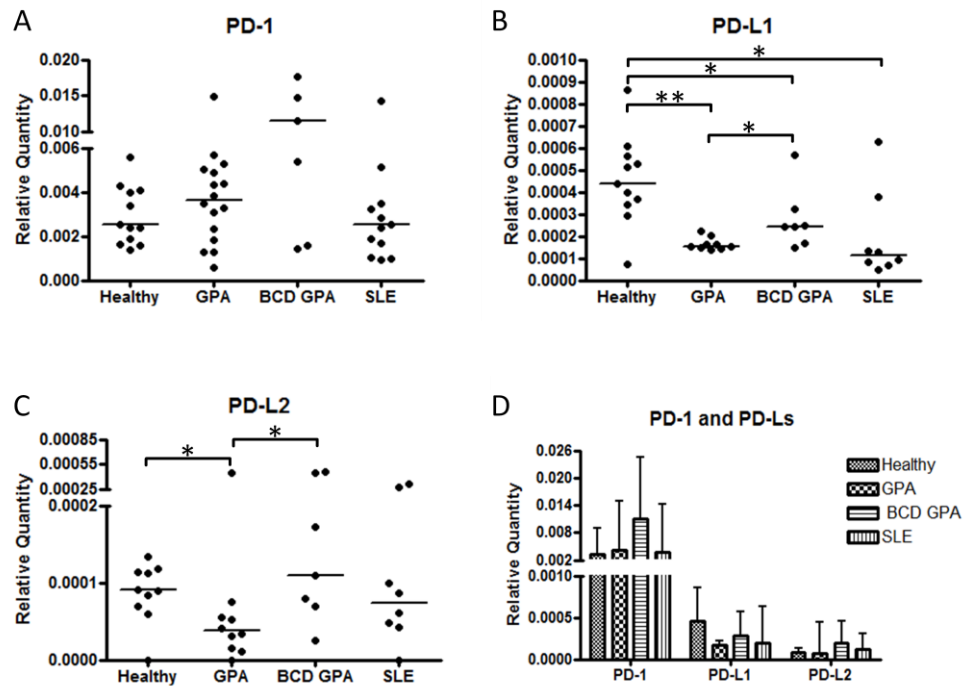 A
PD-1
Relative Quantity
0.020
0.015
0.010
0.006
0.004
0.002
0.000
Healthy GPA BCD GPA SLE
B
PD-L1
Relative Quantity
0.0010
0.0009
0.0008
0.0007
0.0006
0.0005
0.0004
0.0003
0.0002
0.0001
0.0000
*
*
**
*
Healthy GPA BCD GPA SLE
C
PD-L2
Relative Quantity
0.00085
0.00055
0.00025
0.0002
0.0001
0.0000
*
*
Healthy GPA BCD GPA SLE
D
PD-1 and PD-Ls
Relative Quantity
0.026
0.020
0.014
0.008
0.002
0.0010
0.0005
0.0000
PD-1 PD-L1 PD-L2
Healthy
GPA
BCD GPA
SLE